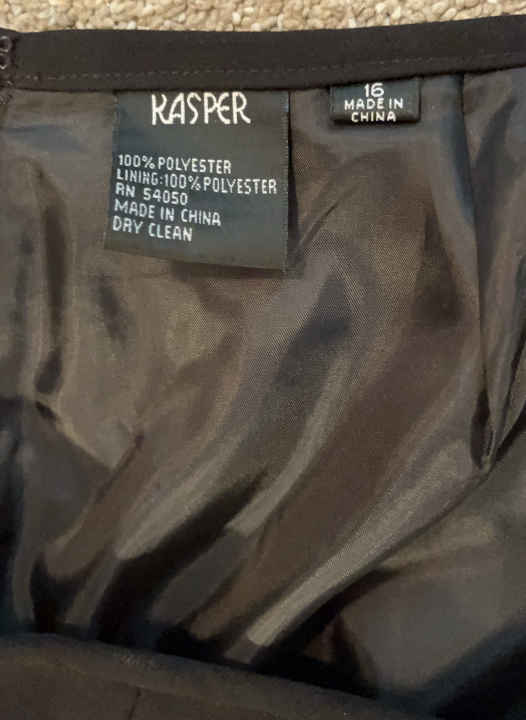 KASPER
100% POLYESTER
LINING:100% POLYESTER
RN 54050
MADE IN CHINA
DRY CLEAN
16
MADE IN
CHINA